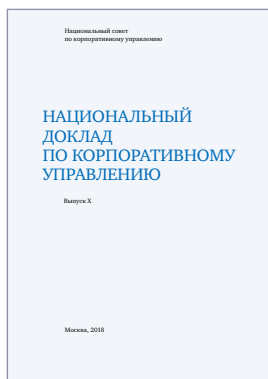 Национальный совет
по корпоративному управлению
НАЦИОНАЛЬНЫЙ
ДОКЛАД
ПО КОРПОРАТИВНОМУ
УПРАВЛЕНИЮ
Выпуск X
Москва, 2018